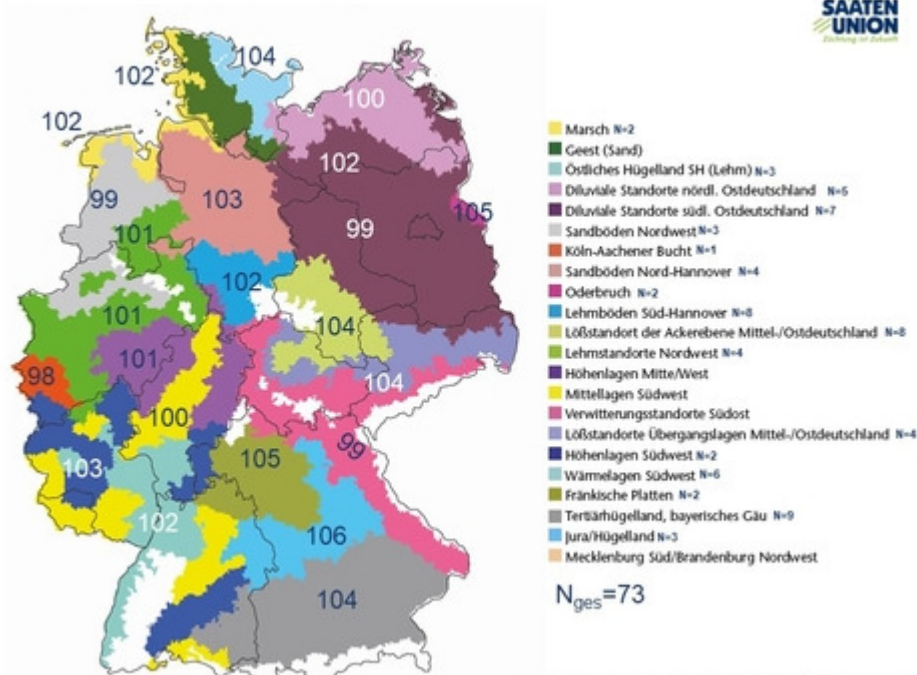 SAATEN
UNION
Züchtung ist Zukunft
104
102
100
102
102
103
99
105
99
101
102
101
104
101
98
104
100
99
105
103
102
106
104
Marsch N=2
Geest (Sand)
Östliches Hügelland SH (Lehm) N=3
Diluviale Standorte nördl. Ostdeutschland N=5
Diluviale Standorte südl. Ostdeutschland N=7
Sandböden Nordwest N=3
Köln-Aachener Bucht N=1
Sandböden Nord-Hannover N=4
Oderbruch N=2
Lehmböden Süd-Hannover N=8
Lößstandort der Ackerebene Mittel-/Ostdeutschland N=8
Lehmstandorte Nordwest N=4
Höhenlagen Mitte/West
Mittellagen Südwest
Verwitterungsstandorte Südost
Lößstandorte Übergangslagen Mittel-/Ostdeutschland N=4
Höhenlagen Südwest N=2
Wärmelagen Südwest N=6
Fränkische Platten N=2
Tertiärhügelland, bayerisches Gäu N=9
Jura/Hügelland N=3
Mecklenburg Süd/Brandenburg Nordwest
Nges=73